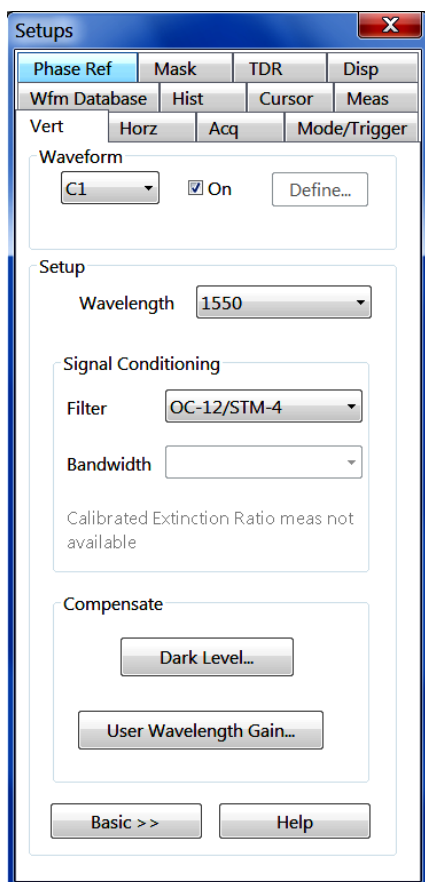 Setups
X
Phase Ref Mask TDR Disp
Wfm Database Hist Cursor Meas
Vert Horz Acq Mode/Trigger
Waveform
C1 On Define...
Setup
Wavelength 1550
Signal Conditioning
Filter OC-12/STM-4
Bandwidth
Calibrated Extinction Ratio meas not
available
Compensate
Dark Level...
User Wavelength Gain...
Basic >> Help